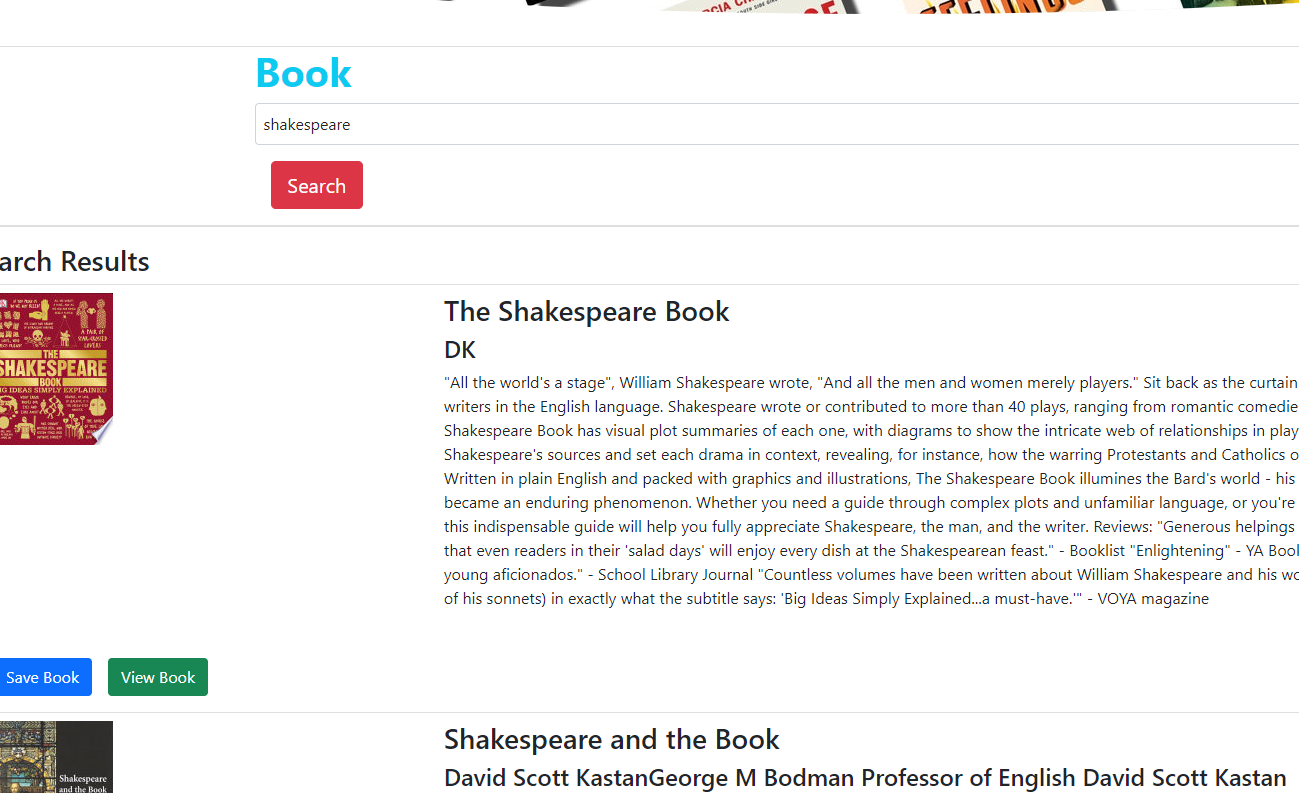 FEELINGS
Book
shakespeare
Search
arch Results
THE
SHAKESPEARE
BOOK
BIG IDEAS SIMPLY EXPLAINED
The Shakespeare Book
DK
"All the world's a stage", William Shakespeare wrote, "And all the men and women merely players." Sit back as the curtain
writers in the English language. Shakespeare wrote or contributed to more than 40 plays, ranging from romantic comedie
Shakespeare Book has visual plot summaries of each one, with diagrams to show the intricate web of relationships in play
Shakespeare's sources and set each drama in context, revealing, for instance, how the warring Protestants and Catholics o
Written in plain English and packed with graphics and illustrations, The Shakespeare Book illumines the Bard's world - his
became an enduring phenomenon. Whether you need a guide through complex plots and unfamiliar language, or you're
this indispensable guide will help you fully appreciate Shakespeare, the man, and the writer. Reviews: "Generous helpings
that even readers in their 'salad days' will enjoy every dish at the Shakespearean feast." - Booklist "Enlightening" - YA Bool
young aficionados." - School Library Journal "Countless volumes have been written about William Shakespeare and his wo
of his sonnets) in exactly what the subtitle says: 'Big Ideas Simply Explained...a must-have.'" - VOYA magazine
Save Book
View Book
Shakespeare
and the Book
Shakespeare and the Book
David Scott KastanGeorge M Bodman Professor of English David Scott Kastan